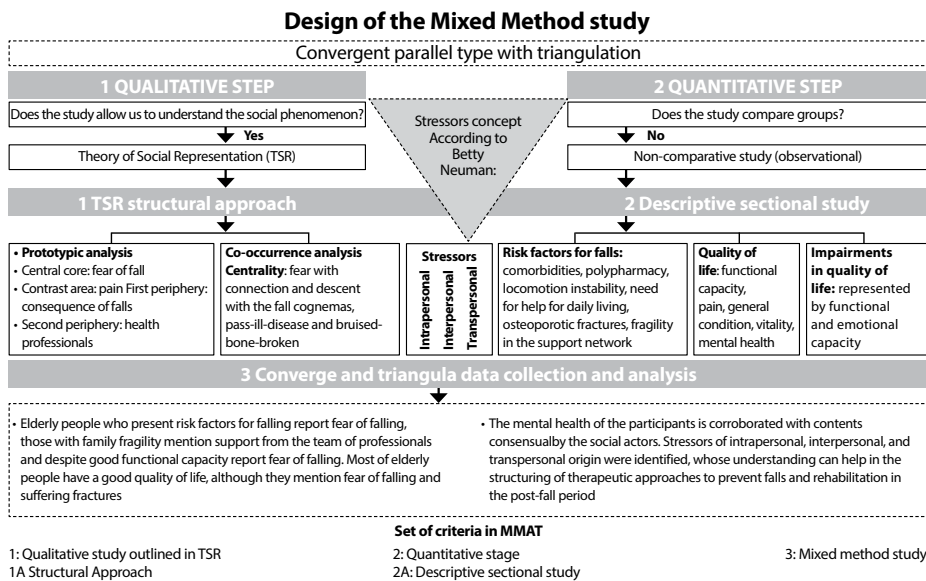 Design of the Mixed Method study
Convergent parallel type with triangulation
1 QUALITATIVE STEP
Does the study allow us to understand the social phenomenon?
Yes
Theory of Social Representation (TSR)
Stressors concept
According to
Betty
Neuman:
2 QUANTITATIVE STEP
Does the study compare groups?
No
Non-comparative study (observational)
1 TSR structural approach
2 Descriptive sectional study
• Prototypic analysis
• Central core: fear of fall
• Contrast area: pain First periphery:
consequence of falls
• Second periphery: health
professionals
Co-occurrence analysis
Centrality: fear with
connection and descent
with the fall cognemas,
pass-ill-disease and bruised-
bone-broken
Stressors
Intrapersonal
Interpersonal
Transpersonal
Risk factors for falls:
comorbidities, polypharmacy,
locomotion instability, need
for help for daily living,
osteoporotic fractures, fragility
in the support network
Quality of
life: functional
capacity,
pain, general
condition, vitality,
mental health
Impairments
in quality of
life: represented
by functional
and emotional
capacity
3 Converge and triangula data collection and analysis
• Elderly people who present risk factors for falling report fear of falling,
those with family fragility mention support from the team of professionals
and despite good functional capacity report fear of falling. Most of elderly
people have a good quality of life, although they mention fear of falling and
suffering fractures
• The mental health of the participants is corroborated with contents
consensualby the social actors. Stressors of intrapersonal, interpersonal, and
transpersonal origin were identified, whose understanding can help in the
structuring of therapeutic approaches to prevent falls and rehabilitation in
the post-fall period
Set of criteria in MMAT
1: Qualitative study outlined in TSR
1A Structural Approach
2: Quantitative stage
2A: Descriptive sectional study
3: Mixed method study